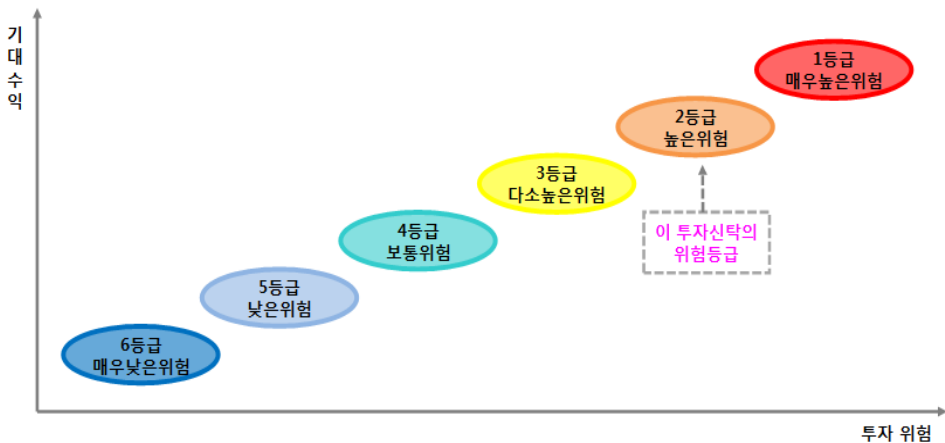 기대수익
1등급
매우높은위험
2등급
높은위험
3등급
다소높은위험
이 투자신탁의
위험등급
4등급
보통위험
5등급
낮은위험
6등급
매우낮은위험
투자 위험